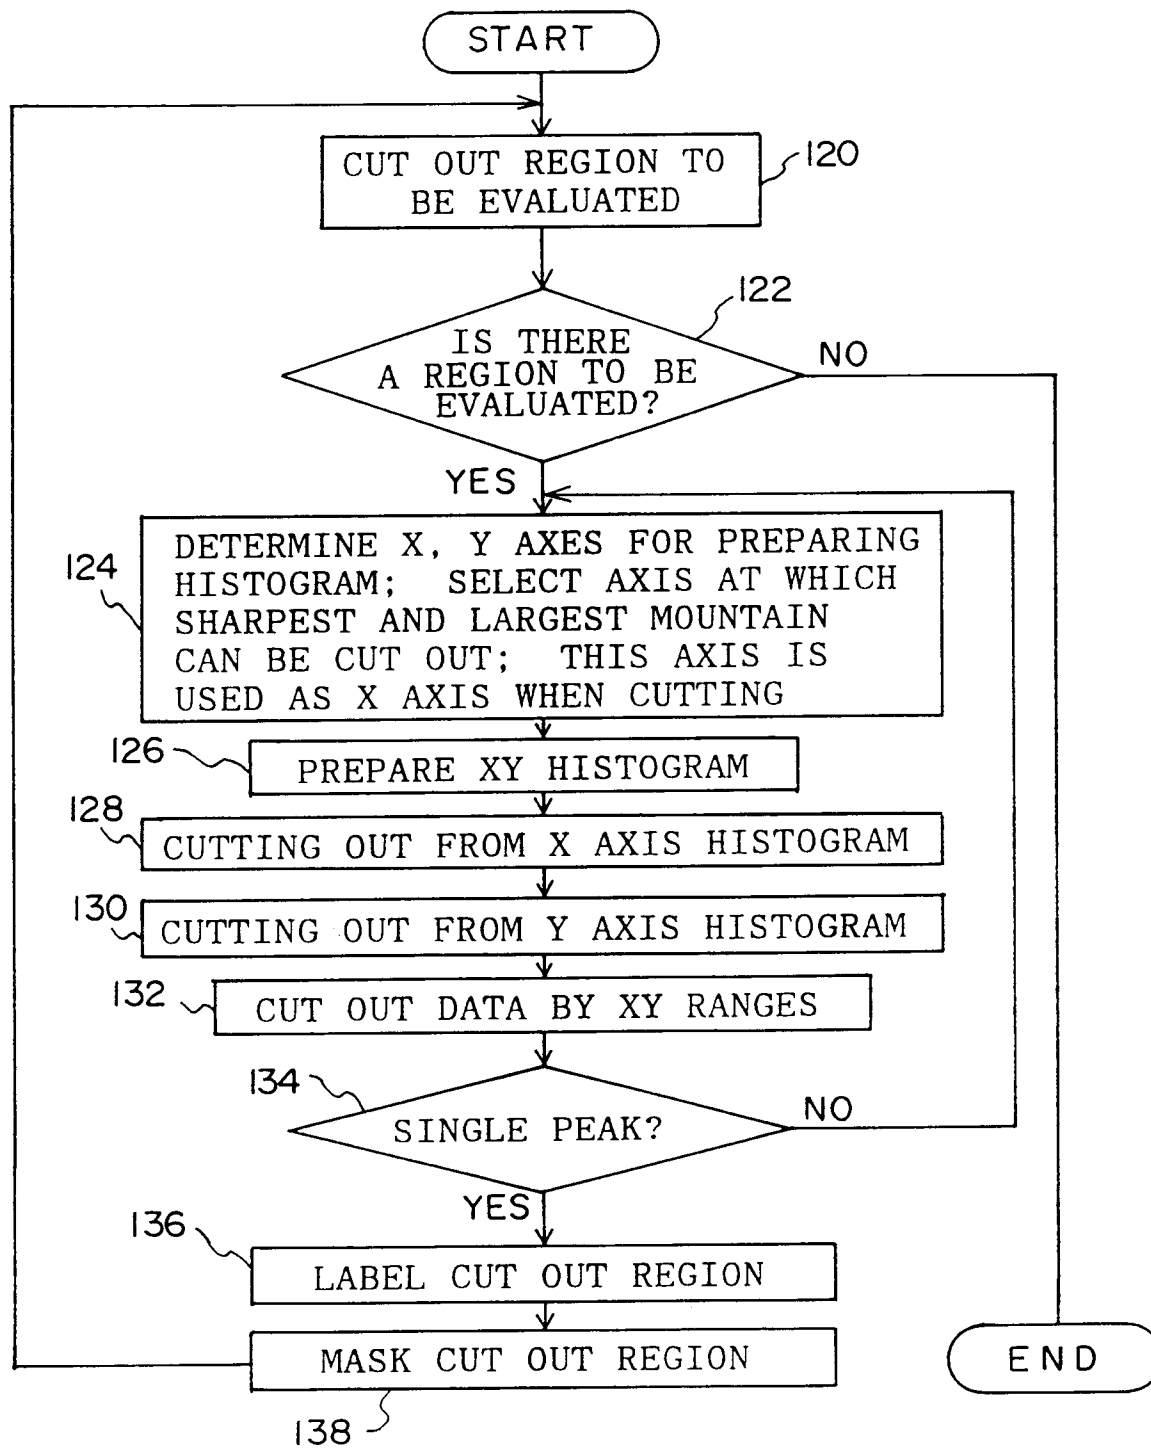 START
CUT OUT REGION TO
BE EVALUATED
120
122
IS THERE
A REGION TO BE
EVALUATED?
NO
YES
124
DETERMINE X, Y AXES FOR PREPARING
HISTOGRAM; SELECT AXIS AT WHICH
SHARPEST AND LARGEST MOUNTAIN
CAN BE CUT OUT; THIS AXIS IS
USED AS X AXIS WHEN CUTTING
126
PREPARE XY HISTOGRAM
128
CUTTING OUT FROM X AXIS HISTOGRAM
130
CUTTING OUT FROM Y AXIS HISTOGRAM
132
CUT OUT DATA BY XY RANGES
134
SINGLE PEAK?
NO
YES
136
LABEL CUT OUT REGION
MASK CUT OUT REGION
138
END